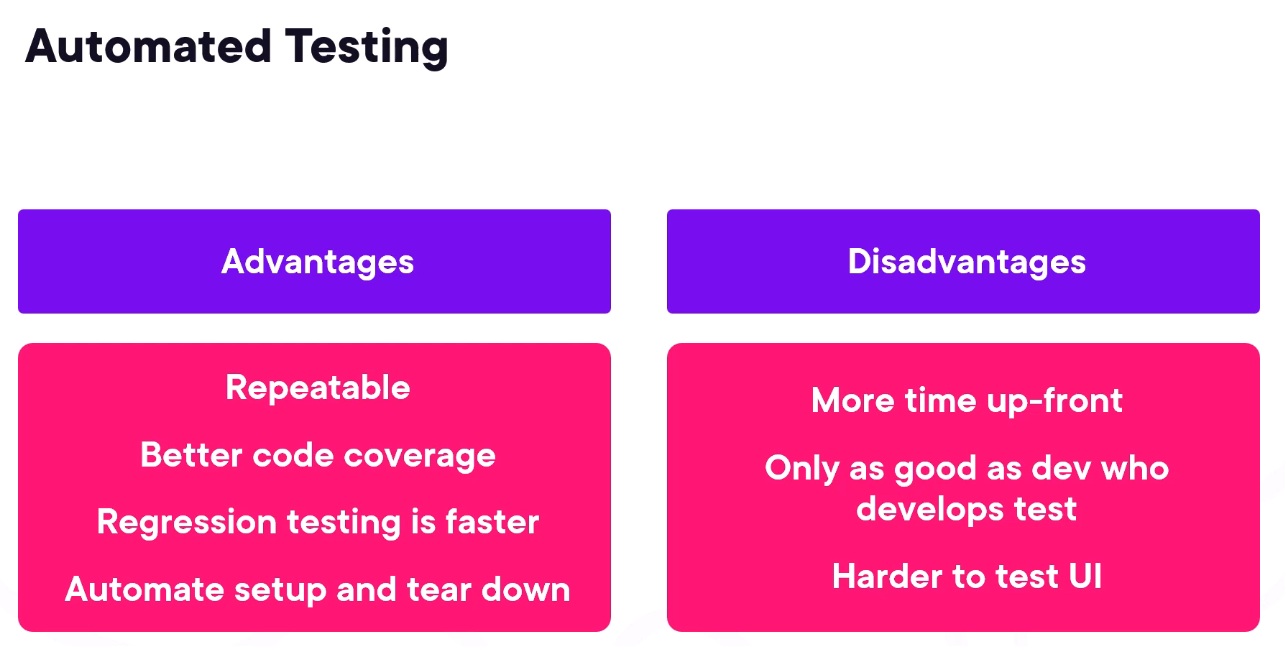 Automated Testing
Advantages
Disadvantages
Repeatable
Better code coverage
Regression testing is faster
Automate setup and tear down
More time up-front
Only as good as dev who
develops test
Harder to test UI